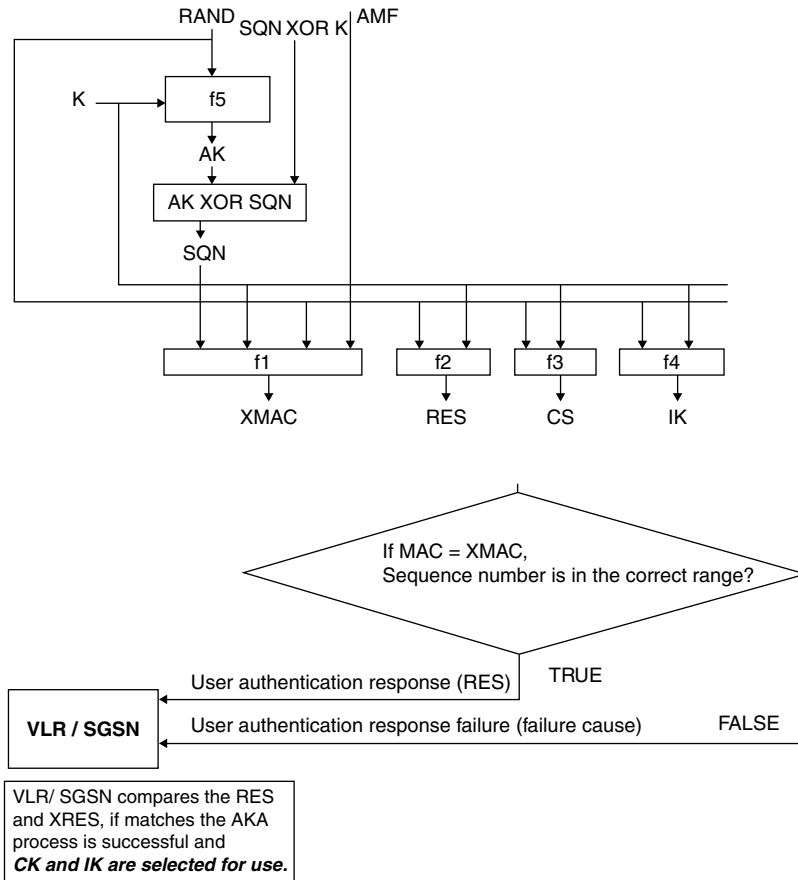 RAND
SQN XOR K
AMF
K
f5
AK
AK XOR SQN
SQN
f1
f2
f3
f4
XMAC
RES
CS
IK
If MAC = XMAC,
Sequence number is in the correct range?
User authentication response (RES)
TRUE
VLR / SGSN
User authentication response failure (failure cause)
FALSE
VLR/ SGSN compares the RES
and XRES, if matches the AKA
process is successful and
CK and IK are selected for use.